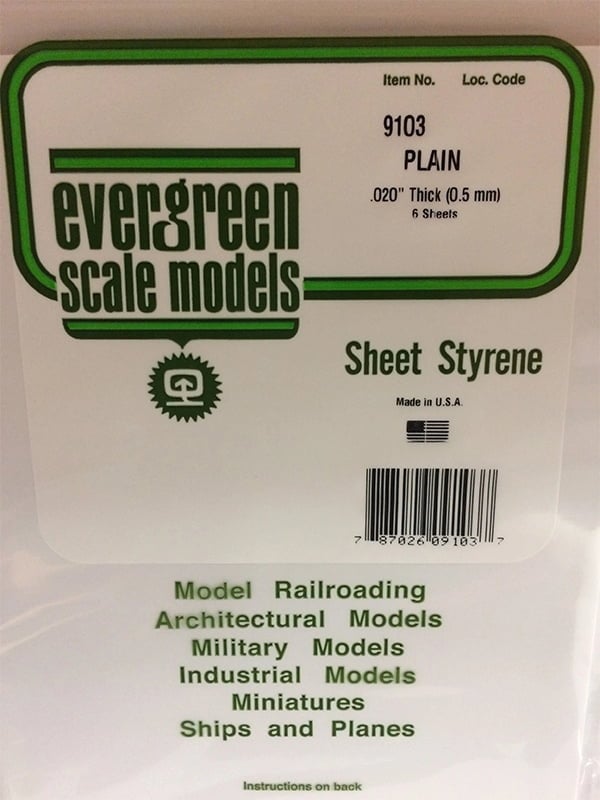 Item No. Loc. Code
9103
PLAIN
.020" Thick (0.5 mm)
6 Sheets
evergreen
scale models
Sheet Styrene
Made in U.S.A.
7 87026 09103 7
Model Railroading
Architectural Models
Military Models
Industrial Models
Miniatures
Ships and Planes
Instructions on back